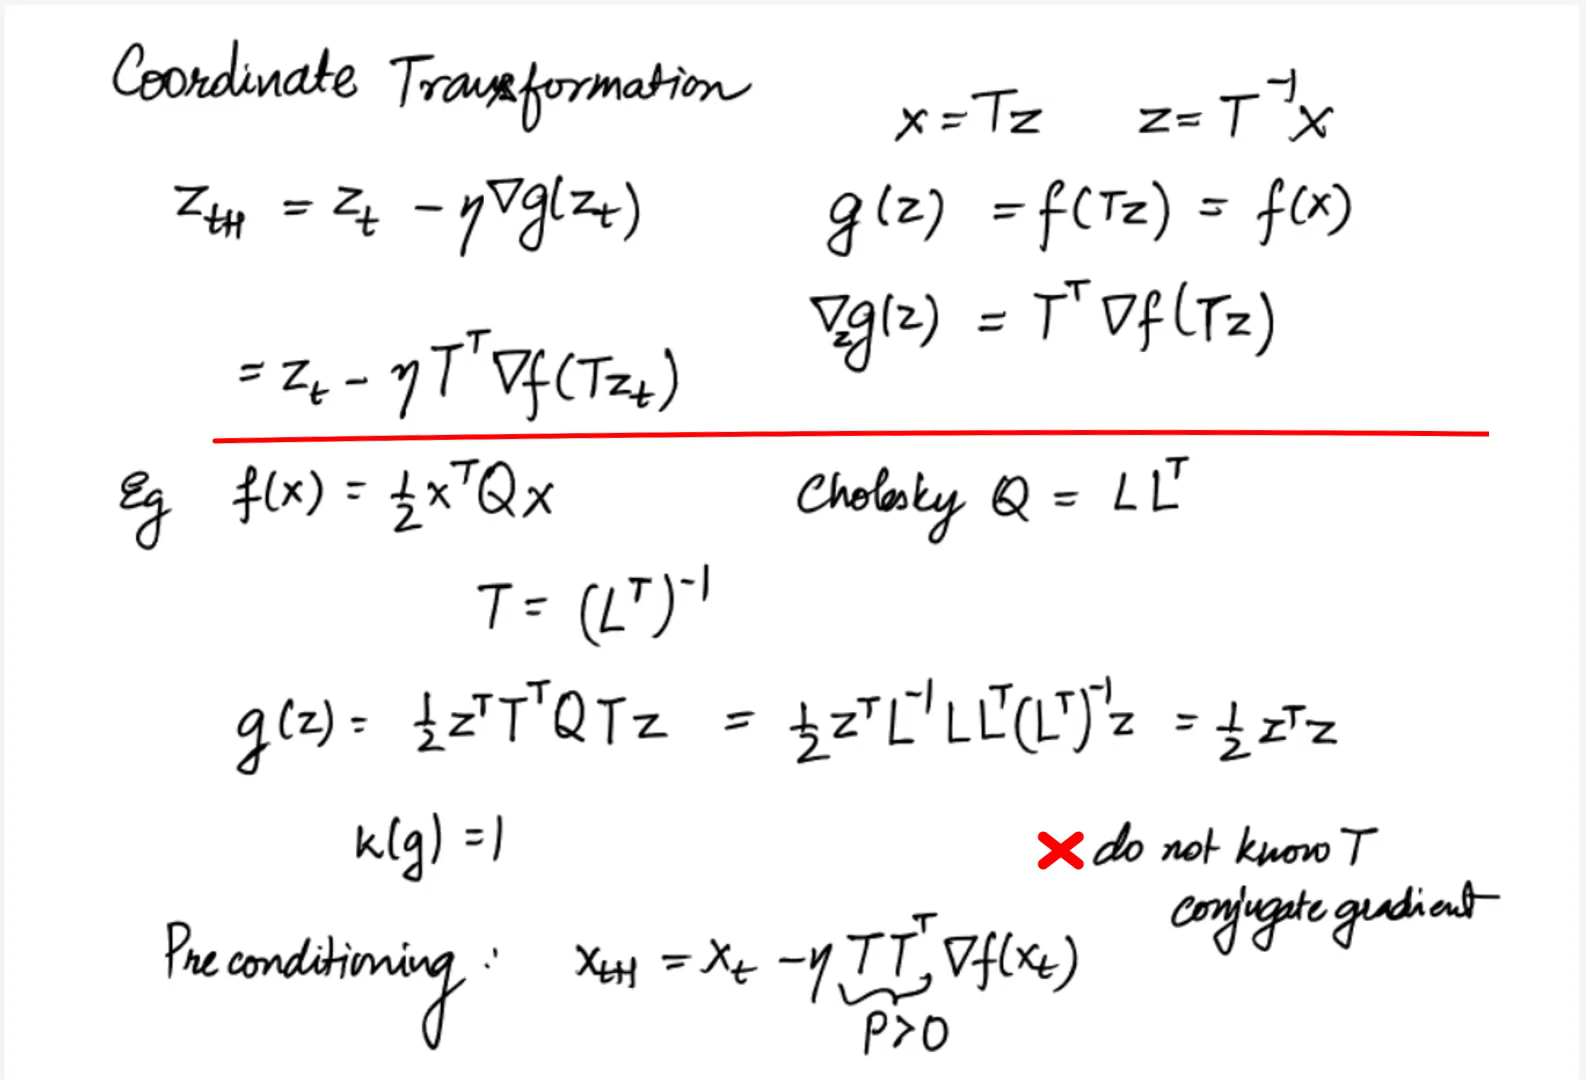 Coordinate Transformation
x = Tz z = T⁻¹x
z_{t+1} = z_t - η∇g(z_t) g(z) = f(Tz) = f(x)
∇_z g(z) = Tᵀ∇f(Tz)
= z_t - ηTᵀ∇f(Tz_t)
Eg f(x) = ½xᵀQx Cholesky Q = LLᵀ
T = (Lᵀ)⁻¹
g(z) = ½zᵀTᵀQTz = ½zᵀL⁻¹LLᵀ(Lᵀ)⁻¹z = ½zᵀz
k(g) = 1
❌ do not know T
conjugate gradient
Preconditioning: x_{t+1} = x_t - ηTTᵀ∇f(x_t)
P>0